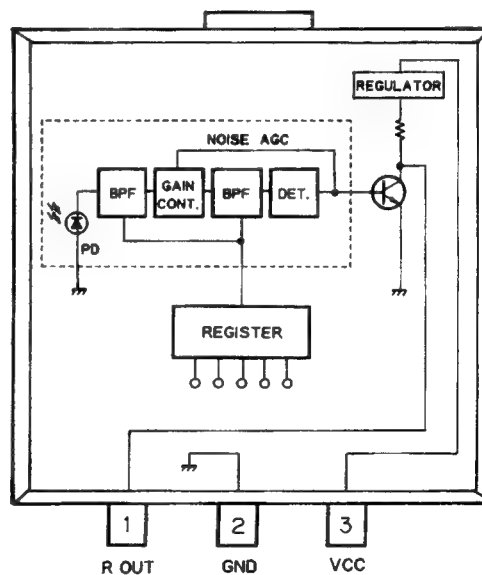 REGULATOR
NOISE AGC
BPF
GAIN
CONT.
BPF
DET.
PD
REGISTER
1
2
3
R OUT
GND
VCC